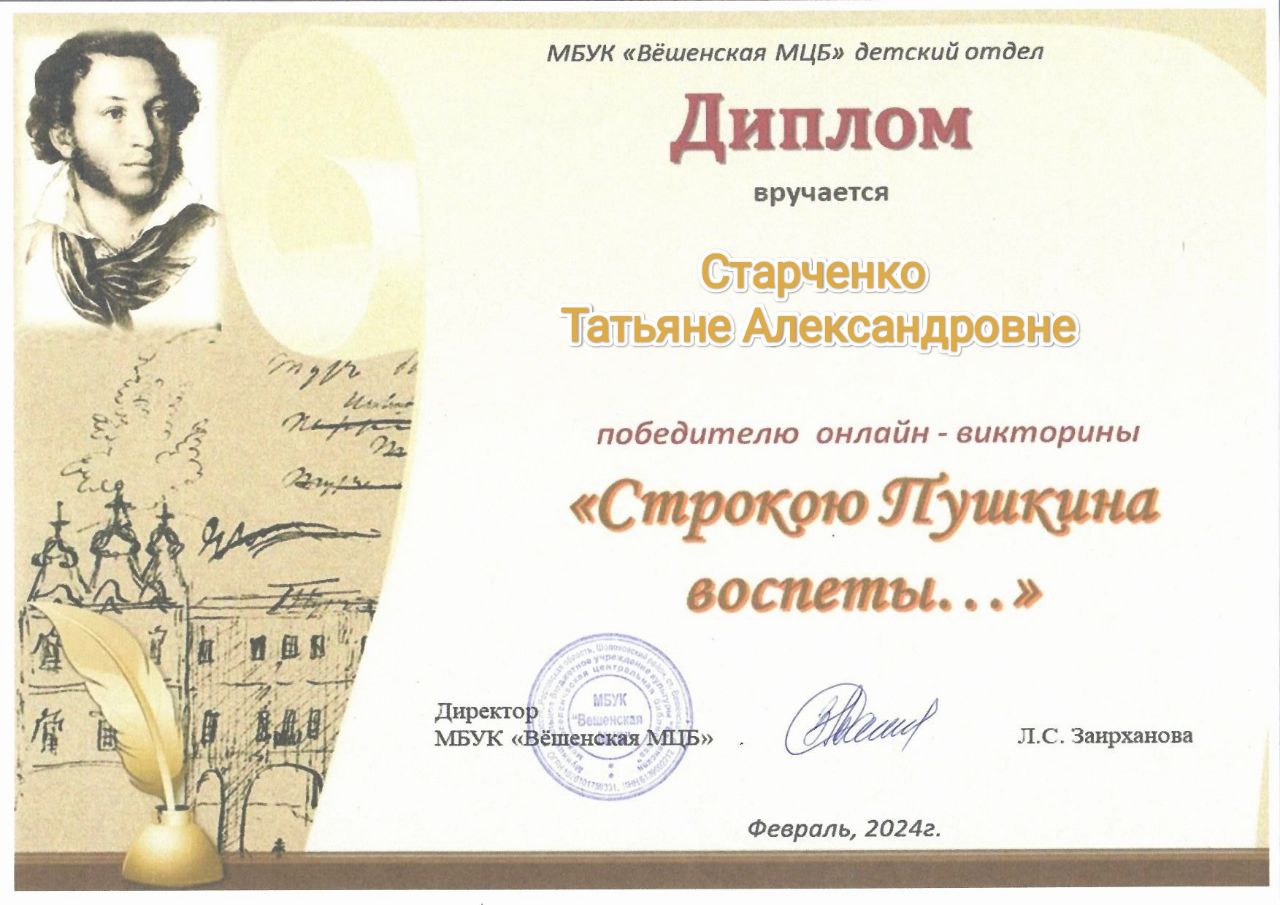 МБУК «Вёшенская МЦБ» детский отдел
Диплом
вручается
Старченко
Татьяне Александровне
победителю онлайн - викторины
«Строкою Пушкина
воспеты...»
Директор
МБУК «Вёшенская МЦБ»
Л.С. Заирханова
МБУК
"Вешенская
Февраль, 2024г.